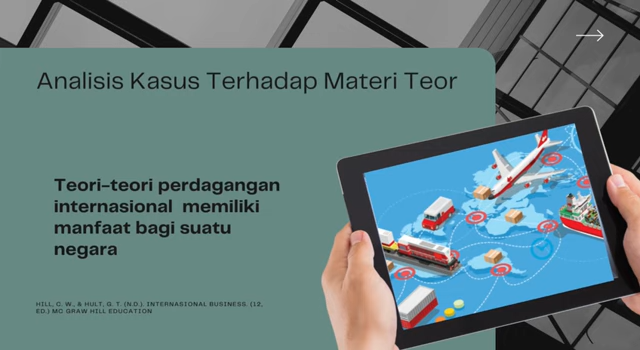 Analisis Kasus Terhadap Materi Teor
Teori-teori perdagangan
internasional memiliki
manfaat bagi suatu
negara
HILL, C. W., & HULT, G. T. (N.D.). INTERNASIONAL BUSINESS. (12,
ED.) MC GRAW HILL EDUCATION